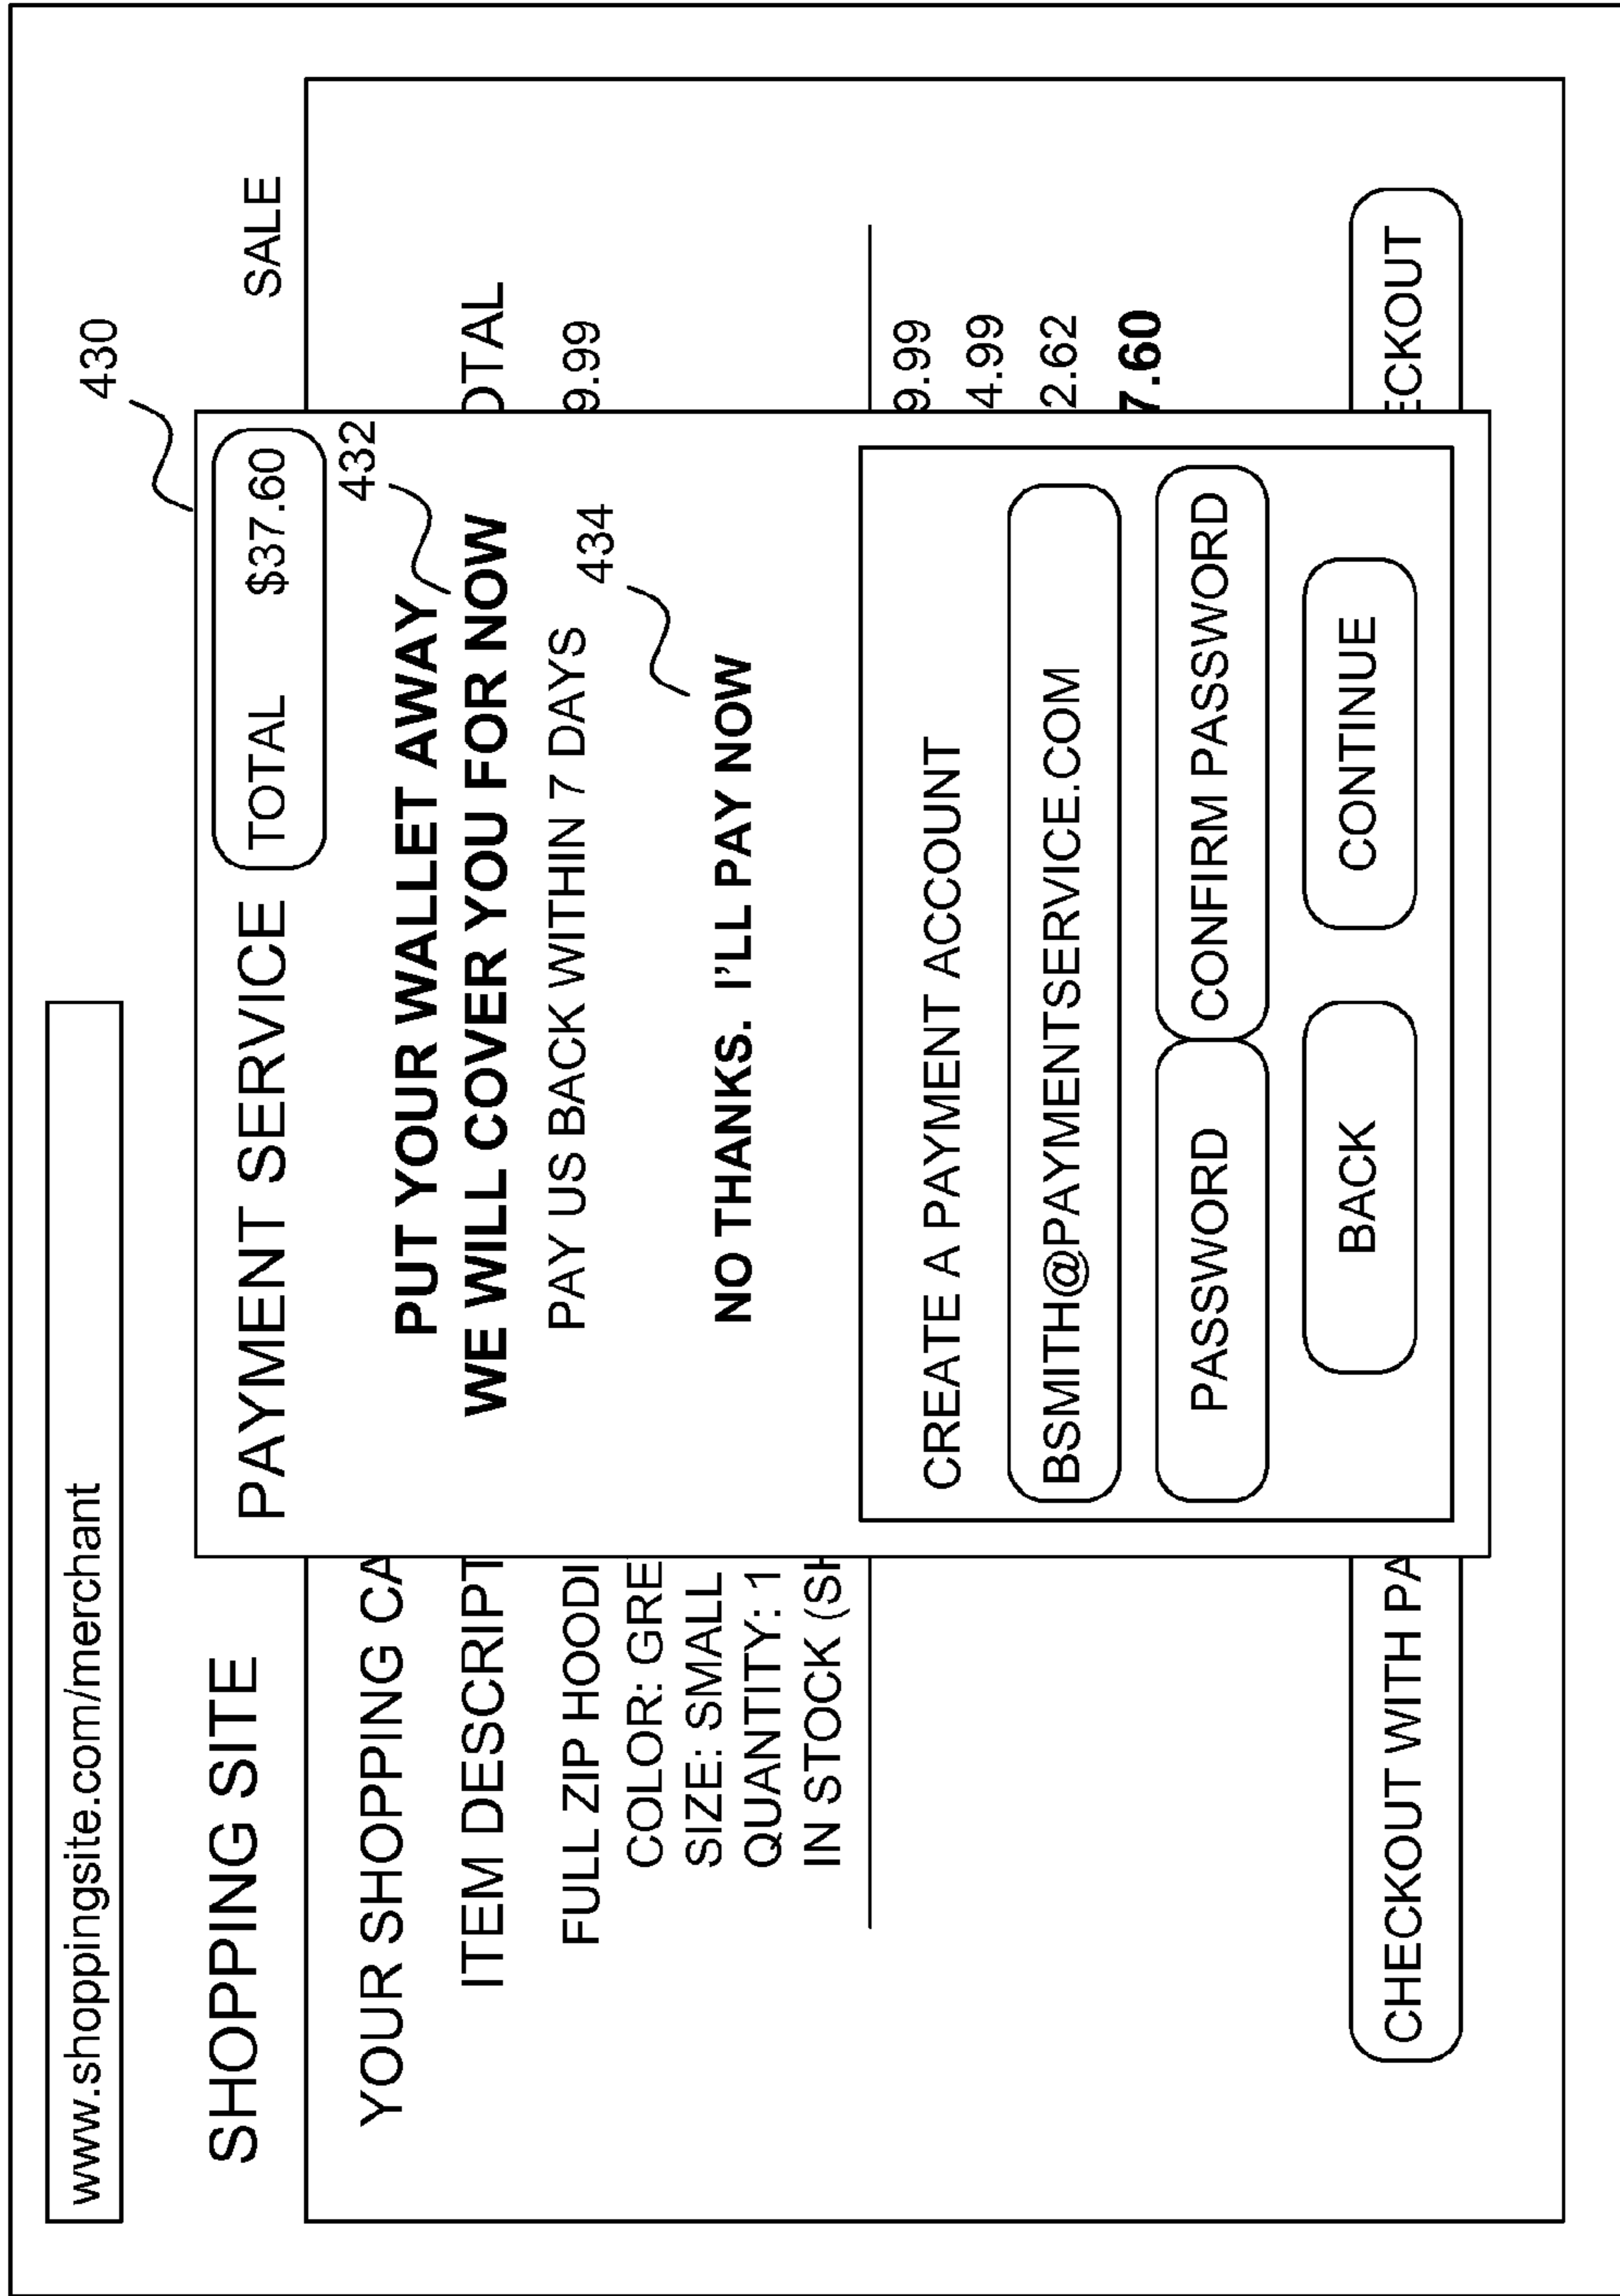 www.shoppingsite.com/merchant
430
SHOPPING SITE
SALE
PAYMENT SERVICE
TOTAL $37.60
432
YOUR SHOPPING CA
PUT YOUR WALLET AWAY
WE WILL COVER YOU FOR NOW
ITEM DESCRIPT
OTAL
PAY US BACK WITHIN 7 DAYS
434
FULL ZIP HOODI
9.99
COLOR: GRE
SIZE: SMALL
NO THANKS. I'LL PAY NOW
QUANTITY: 1
IN STOCK (SH
9.99
4.99
2.62
7.60
CREATE A PAYMENT ACCOUNT
BSMITH@PAYMENTSERVICE.COM
PASSWORD CONFIRM PASSWORD
BACK CONTINUE
CHECKOUT WITH PA
ECKOUT